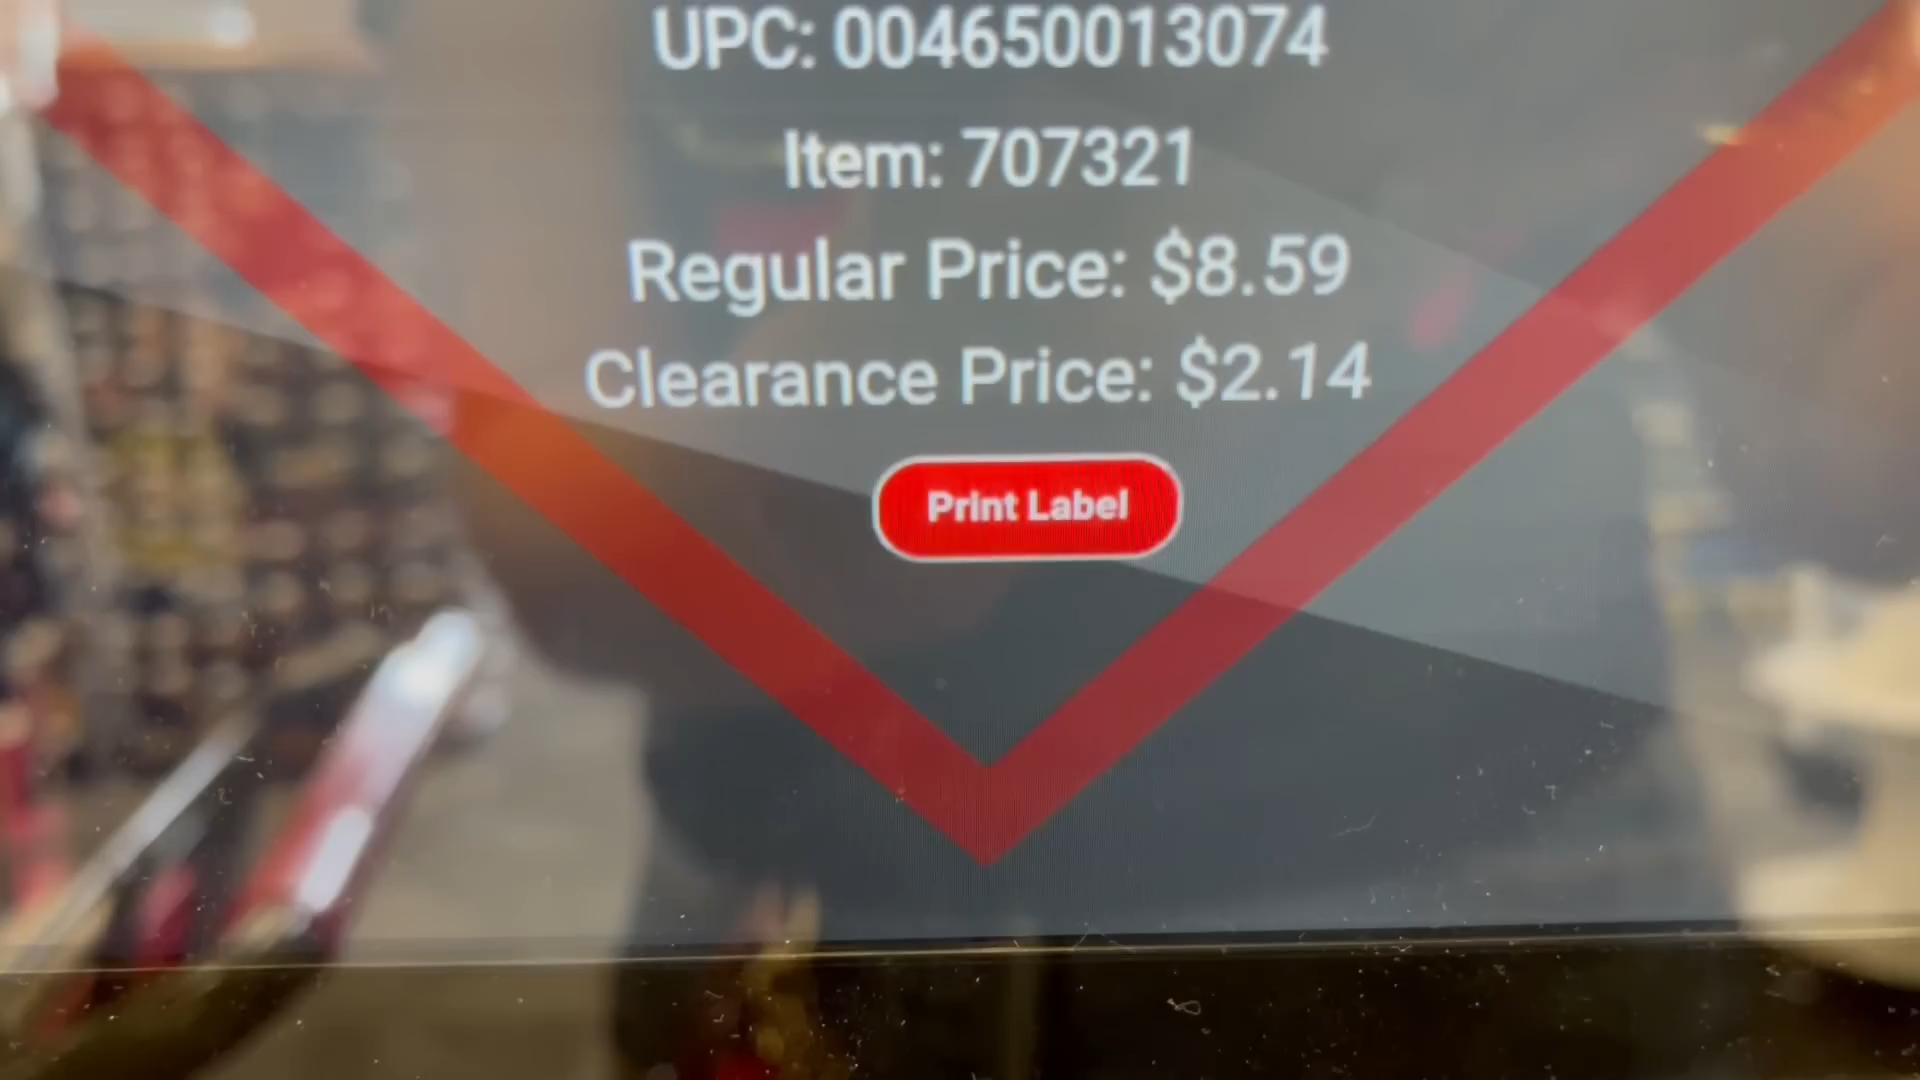 UPC: 004650013074
Item: 707321
Regular Price: $8.59
Clearance Price: $2.14
Print Label